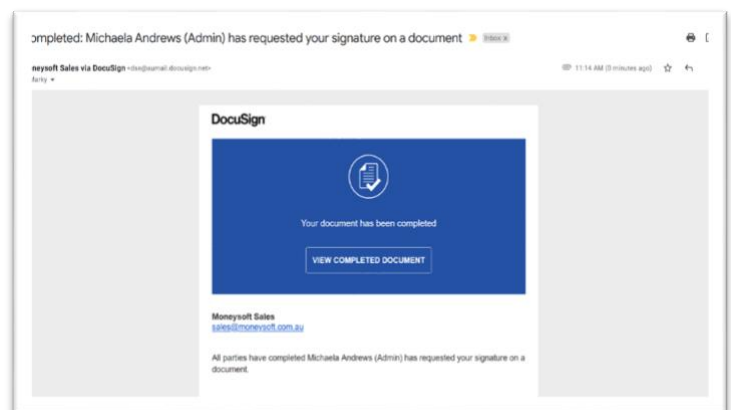 ompleted: Michaela Andrews (Admin) has requested your signature on a document Inbox x
neysoft Sales via DocuSign
11:14 AM (0 minutes ago)
DocuSign
Your document has been completed
VIEW COMPLETED DOCUMENT
Moneysoft Sales
sales@moneysoft.com.au
All parties have completed Michaela Andrews (Admin) has requested your signature on a
document.